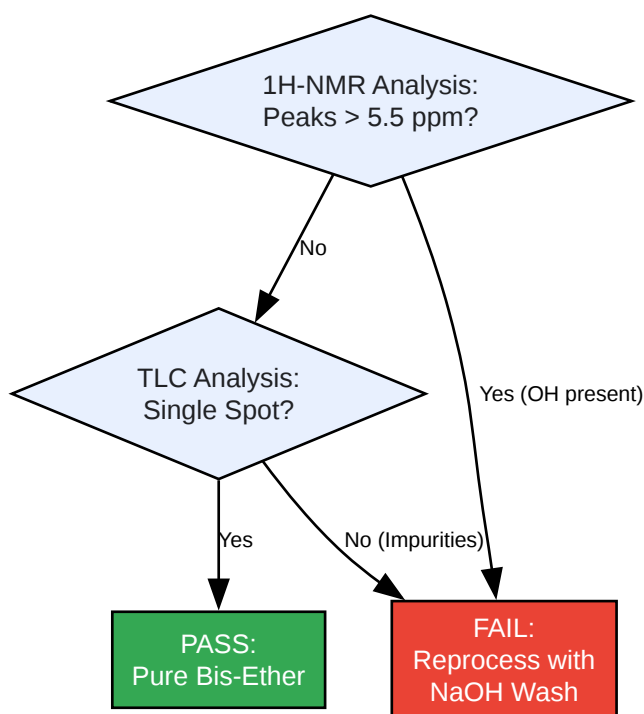 1H-NMR Analysis:
Peaks > 5.5 ppm?
No
TLC Analysis:
Single Spot?
Yes (OH present)
Yes
No (Impurities)
PASS:
Pure Bis-Ether
FAIL:
Reprocess with
NaOH Wash